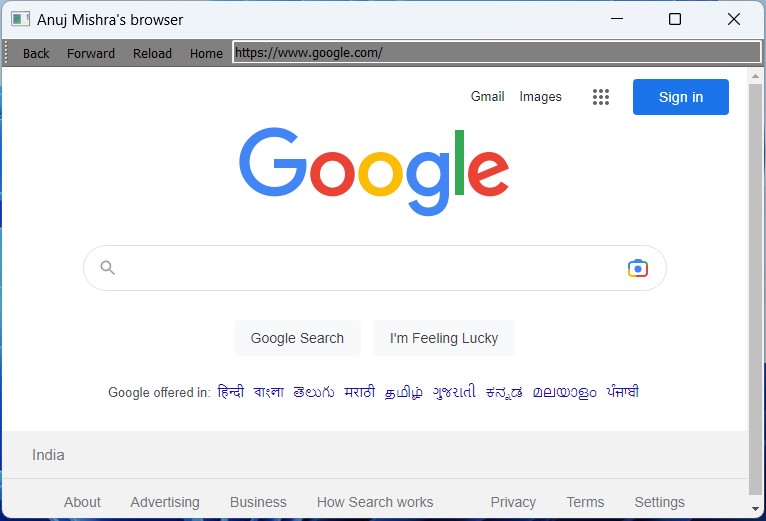 Anuj Mishra's browser
Back Forward Reload Home https://www.google.com/
Gmail Images Sign in
Google
Google Search I'm Feeling Lucky
Google offered in: हिन्दी বাংলা తెలుగు मराठी தமிழ் ગુજરાતી ಕನ್ನಡ മലയാളം ਪੰਜਾਬੀ
India
About Advertising Business How Search works Privacy Terms Settings